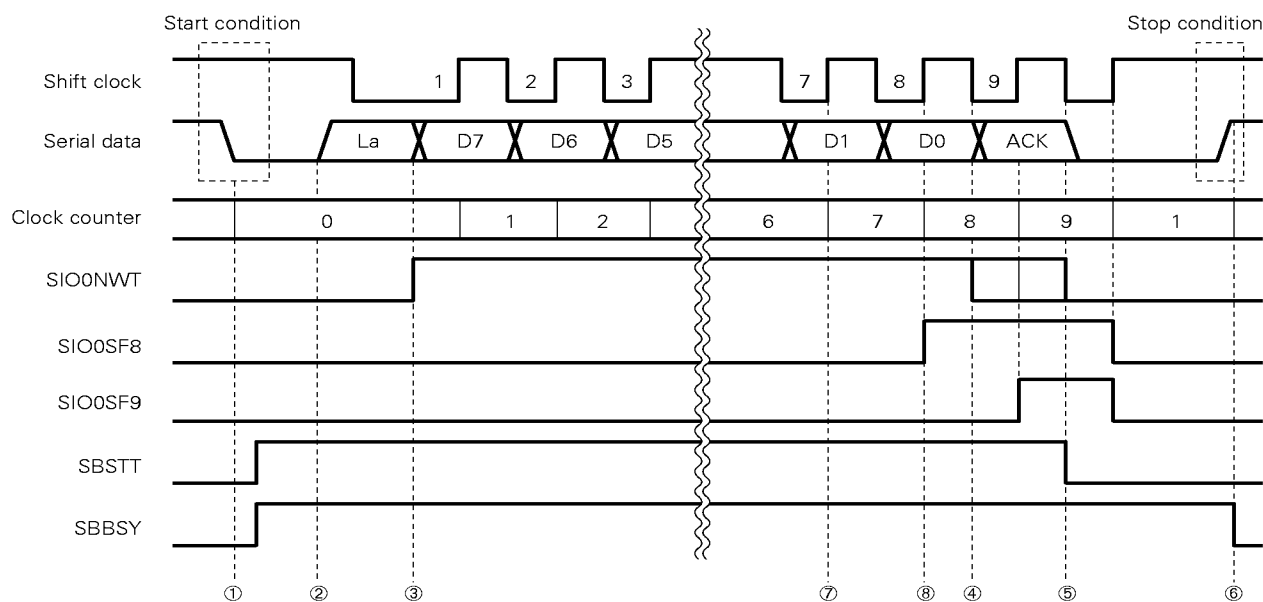 Start condition Stop condition
Shift clock 1 2 3 7 8 9
Serial data La D7 D6 D5 D1 D0 ACK
Clock counter 0 1 2 6 7 8 9 1
SIO0NWT
SIO0SF8
SIO0SF9
SBSTT
SBBSY
① ② ③ ⑦ ⑧ ④ ⑤ ⑥